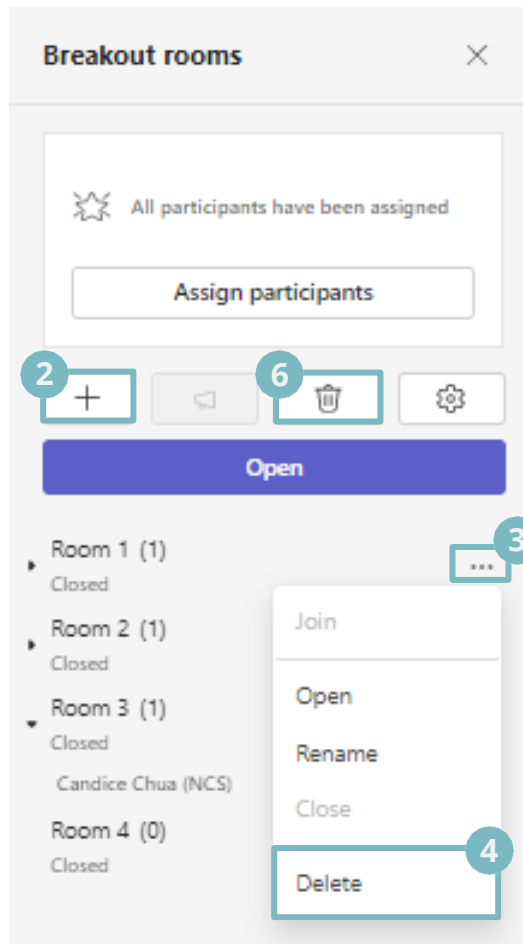 Breakout rooms
All participants have been assigned
Assign participants
2
6
Open
3
Room 1 (1)
...
Closed
Join
Room 2 (1)
Closed
Open
Room 3 (1)
Closed
Rename
Candice Chua (NCS)
Close
Room 4 (0)
4
Closed
Delete